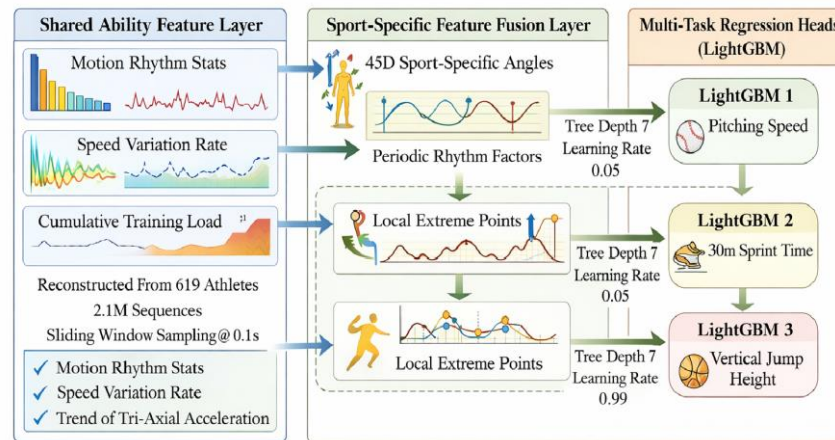 Shared Ability Feature Layer
Motion Rhythm Stats
Speed Variation Rate
Cumulative Training Load
Reconstructed From 619 Athletes
2.1M Sequences
Sliding Window Sampling@ 0.1s
✓ Motion Rhythm Stats
✓ Speed Variation Rate
✓ Trend of Tri-Axial Acceleration
Sport-Specific Feature Fusion Layer
45D Sport-Specific Angles
Periodic Rhythm Factors
Local Extreme Points
Local Extreme Points
Tree Depth 7
Learning Rate
0.05
Tree Depth 7
Learning Rate
0.05
Tree Depth 7
Learning Rate
0.99
Multi-Task Regression Heads
(LightGBM)
LightGBM 1
Pitching Speed
LightGBM 2
30m Sprint Time
LightGBM 3
Vertical Jump
Height